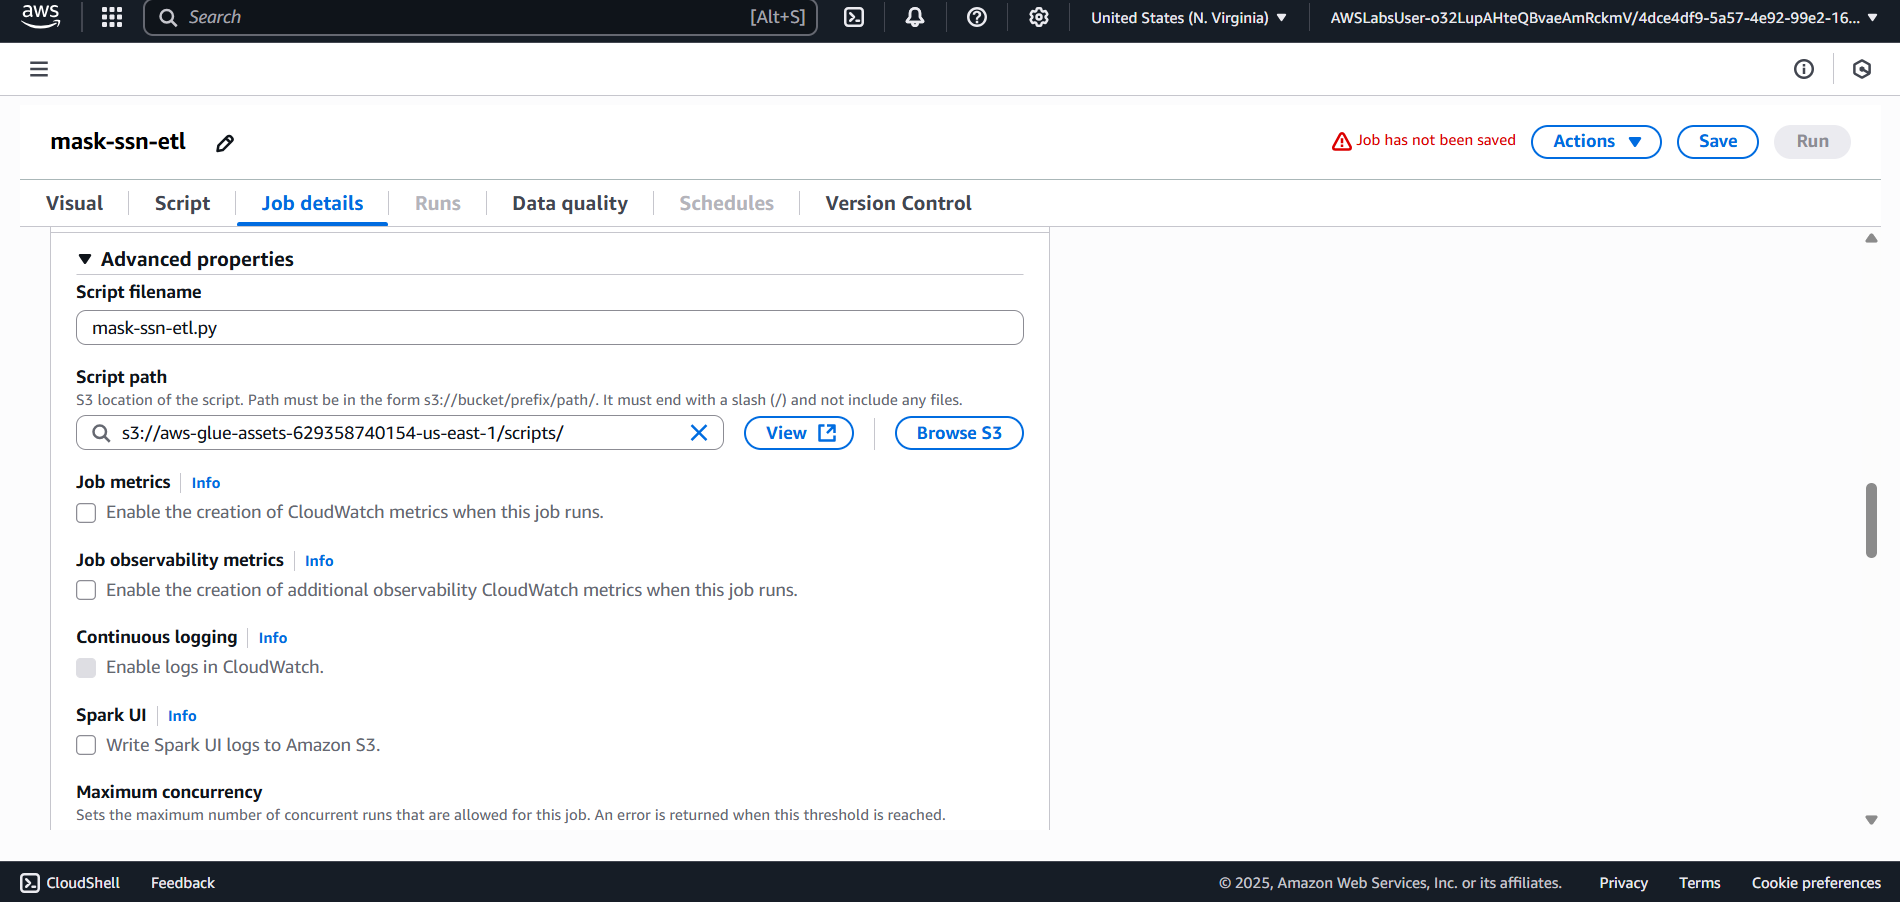 aws
Search
[Alt+S]
United States (N. Virginia)
AWSLabsUser-o32LupAHteQBvaeAmRckmV/4dce4df9-5a57-4e92-99e2-16...
mask-ssn-etl
Job has not been saved
Actions
Save
Run
Visual
Script
Job details
Runs
Data quality
Schedules
Version Control
Advanced properties
Script filename
mask-ssn-etl.py
Script path
S3 location of the script. Path must be in the form s3://bucket/prefix/path/. It must end with a slash (/) and not include any files.
s3://aws-glue-assets-629358740154-us-east-1/scripts/
View
Browse S3
Job metrics
Info
Enable the creation of CloudWatch metrics when this job runs.
Job observability metrics
Info
Enable the creation of additional observability CloudWatch metrics when this job runs.
Continuous logging
Info
Enable logs in CloudWatch.
Spark UI
Info
Write Spark UI logs to Amazon S3.
Maximum concurrency
Sets the maximum number of concurrent runs that are allowed for this job. An error is returned when this threshold is reached.
CloudShell
Feedback
© 2025, Amazon Web Services, Inc. or its affiliates.
Privacy
Terms
Cookie preferences